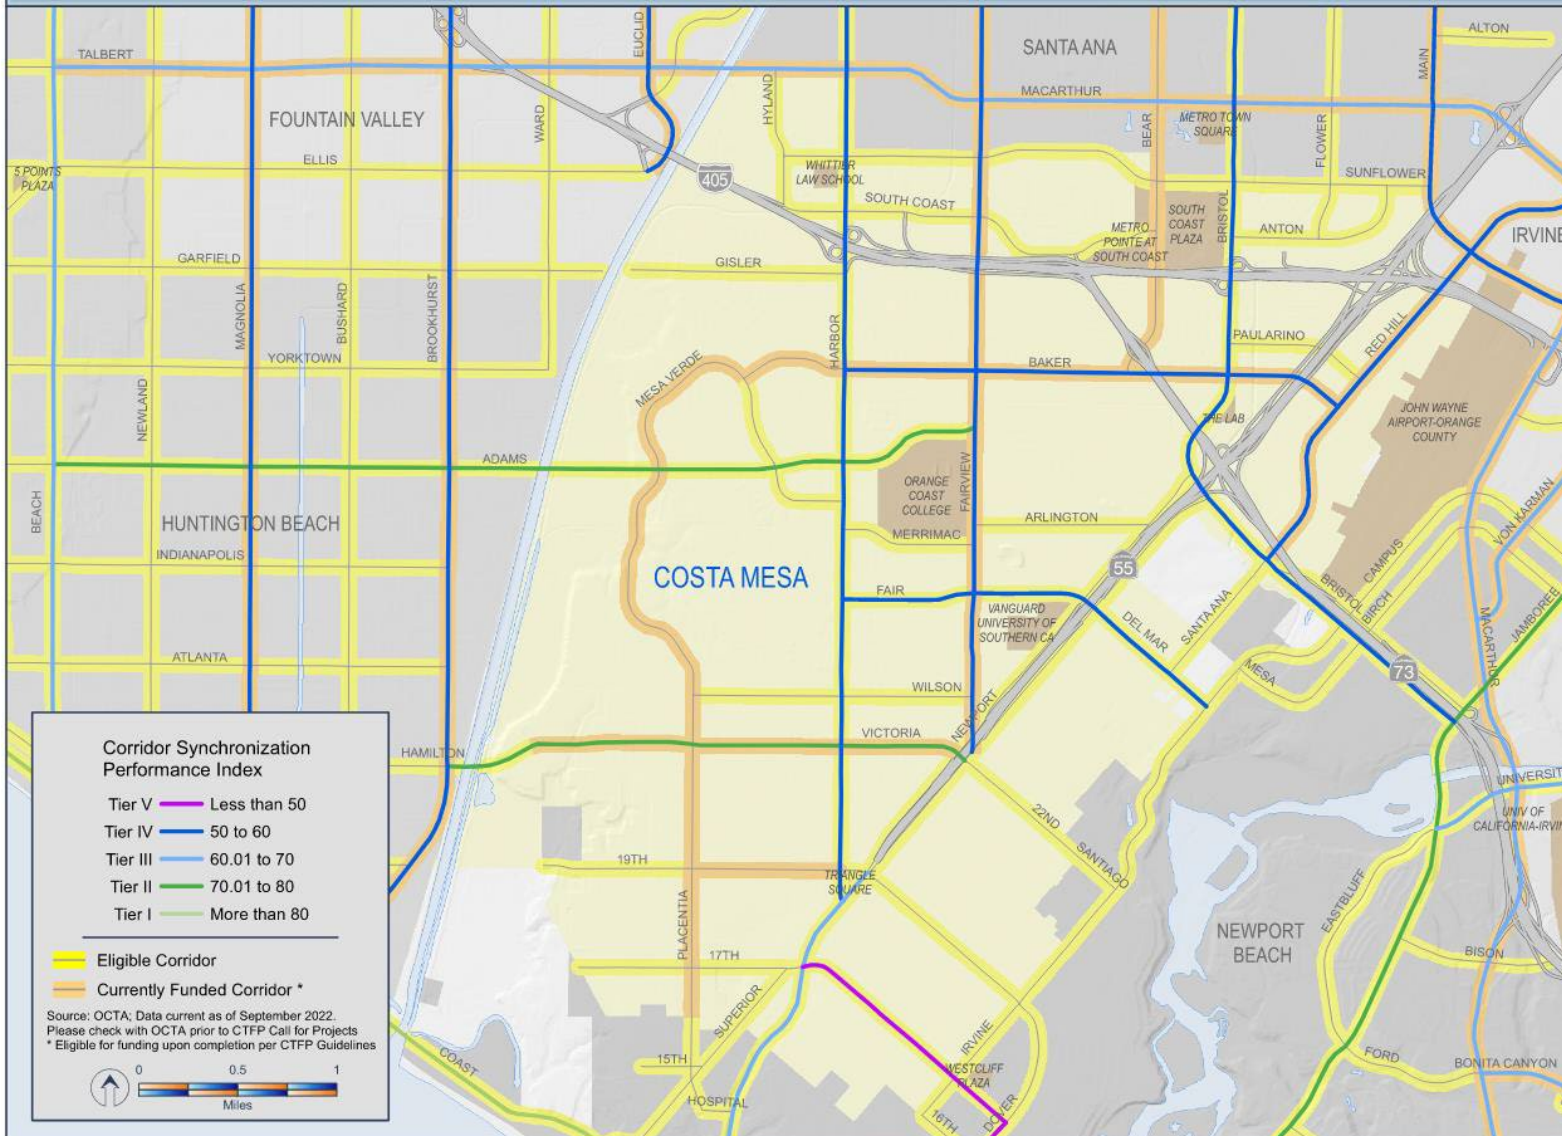 EUCLID
ALTON
TALBERT
SANTA ANA
MAIN
HYLAND
MACARTHUR
FOUNTAIN VALLEY
WARD
BEAR
METRO TOWN
SQUARE
FLOWER
ELLIS
5 POINTS
PLAZA
405
WHITTIER
LAW SCHOOL
SUNFLOWER
SOUTH COAST
SOUTH
COAST
PLAZA
BRISTOL
METRO
POINTE AT
SOUTH COAST
ANTON
IRVINE
GARFIELD
GISLER
MAGNOLIA
BUSHARD
BROOKHURST
HARBOR
PAULARINO
RED HILL
YORKTOWN
MESA VERDE
BAKER
NEWLAND
THE LAB
JOHN WAYNE
AIRPORT-ORANGE
COUNTY
ADAMS
FAIRVIEW
ORANGE
COAST
COLLEGE
BEACH
HUNTINGTON BEACH
ARLINGTON
MERRIMAC
VON KARMAN
INDIANAPOLIS
COSTA MESA
55
CAMPUS
FAIR
BRISTOL
BIRCH
VANGUARD
UNIVERSITY OF
SOUTHERN CA
DEL MAR
SANTA ANA
MACARTHUR
JAMBOREE
ATLANTA
MESA
73
WILSON
NEWPORT
VICTORIA
HAMILTON
Corridor Synchronization
Performance Index
Tier V Less than 50
Tier IV 50 to 60
Tier III 60.01 to 70
Tier II 70.01 to 80
Tier I More than 80
Eligible Corridor
Currently Funded Corridor *
Source: OCTA; Data current as of September 2022.
Please check with OCTA prior to CTFP Call for Projects
* Eligible for funding upon completion per CTFP Guidelines
0 0.5 1
Miles
UNIVERSIT
UNIV OF
CALIFORNIA-IRVIN
22ND
SANTIAGO
19TH
TRIANGLE
SQUARE
PLACENTIA
EASTBLUFF
NEWPORT
BEACH
BISON
17TH
SUPERIOR
IRVINE
COAST
15TH
WESTCLIFF
PLAZA
FORD
BONITA CANYON
HOSPITAL
16TH
DOVER